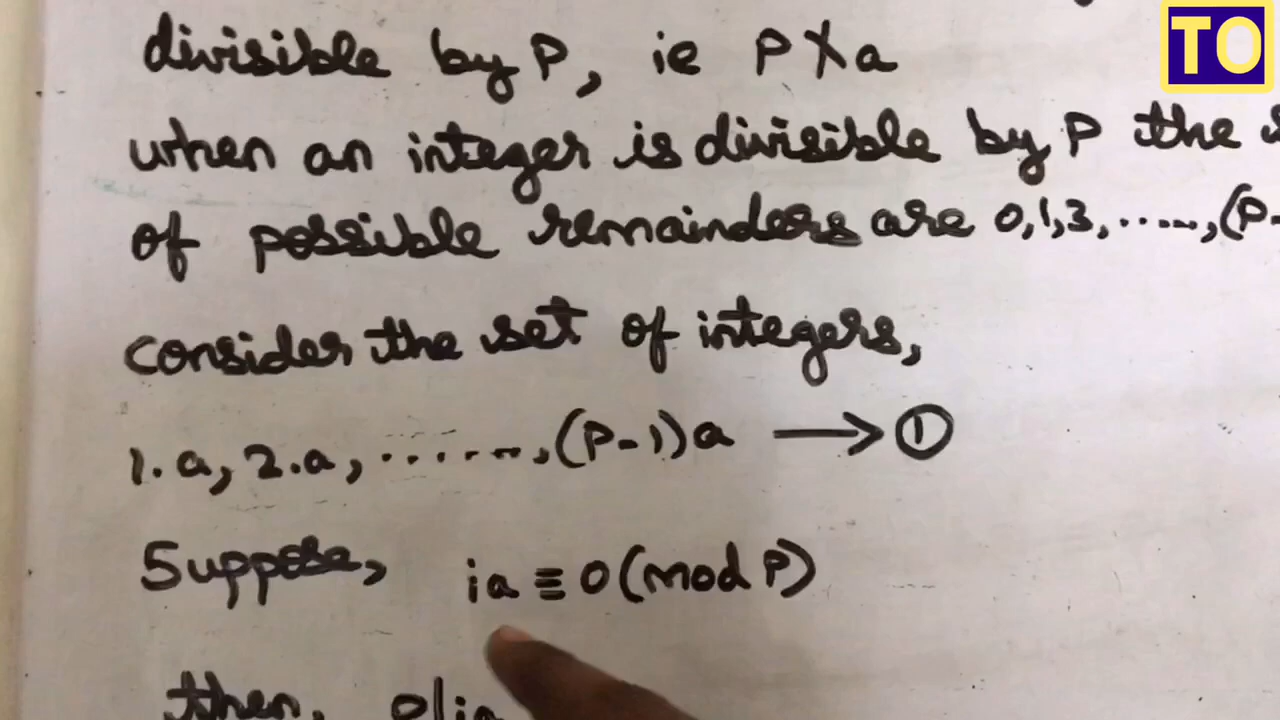 TO
divisible by P, ie P∤a
when an integer is divisible by P the
of possible remainders are 0,1,3,......,(P-
consider the set of integers,
1.a, 2.a, ........,(P-1)a ⟶ ①
Suppose, ia ≡ 0 (mod P)
then, p|ia